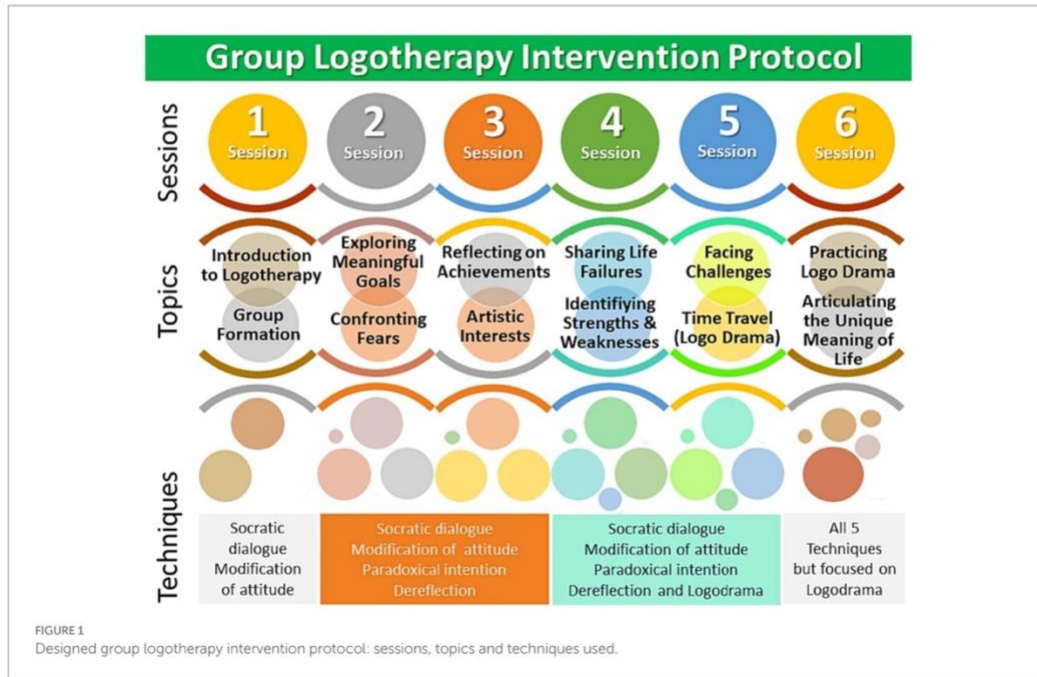 Group Logotherapy Intervention Protocol
Sessions
1
Session
2
Session
3
Session
4
Session
5
Session
6
Session
Topics
Introduction
to Logotherapy
Group
Formation
Exploring
Meaningful
Goals
Confronting
Fears
Reflecting on
Achievements
Artistic
Interests
Sharing Life
Failures
Identifiying
Strengths &
Weaknesses
Facing
Challenges
Time Travel
(Logo Drama)
Practicing
Logo Drama
Articulating
the Unique
Meaning of
Life
Techniques
Socratic
dialogue
Modification
of attitude
Socratic dialogue
Modification of attitude
Paradoxical intention
Dereflection
Socratic dialogue
Modification of attitude
Paradoxical intention
Dereflection and Logodrama
All 5
Techniques
but focused on
Logodrama
FIGURE 1
Designed group logotherapy intervention protocol: sessions, topics and techniques used.